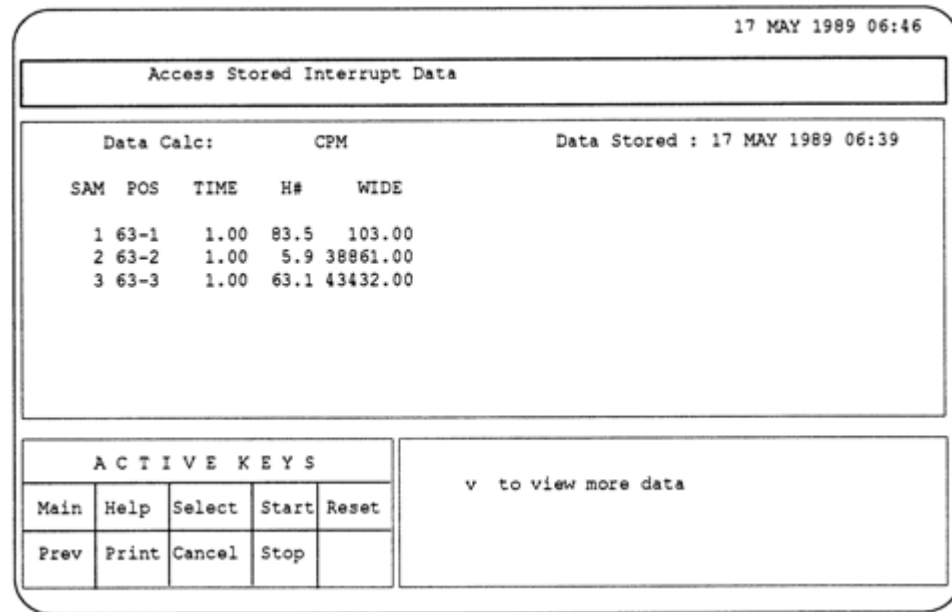 17 MAY 1989 06:46
Access Stored Interrupt Data
Data Calc: CPM Data Stored : 17 MAY 1989 06:39
SAM POS TIME H# WIDE
1 63-1 1.00 83.5 103.00
2 63-2 1.00 5.9 38861.00
3 63-3 1.00 63.1 43432.00
A C T I V E K E Y S
Main Help Select Start Reset
Prev Print Cancel Stop
v to view more data